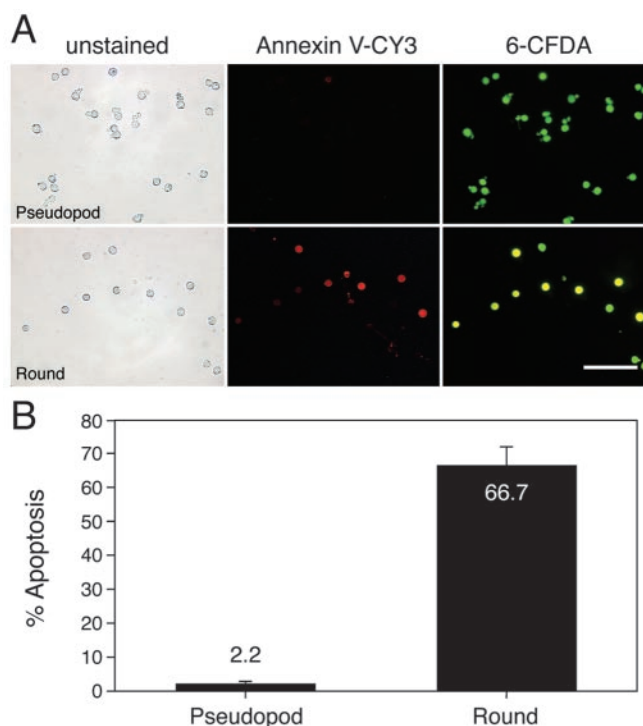 A
unstained Annexin V-CY3 6-CFDA
Pseudopod
Round
B
80
70
60
50
40
30
20
10
0
% Apoptosis
2.2
66.7
Pseudopod Round